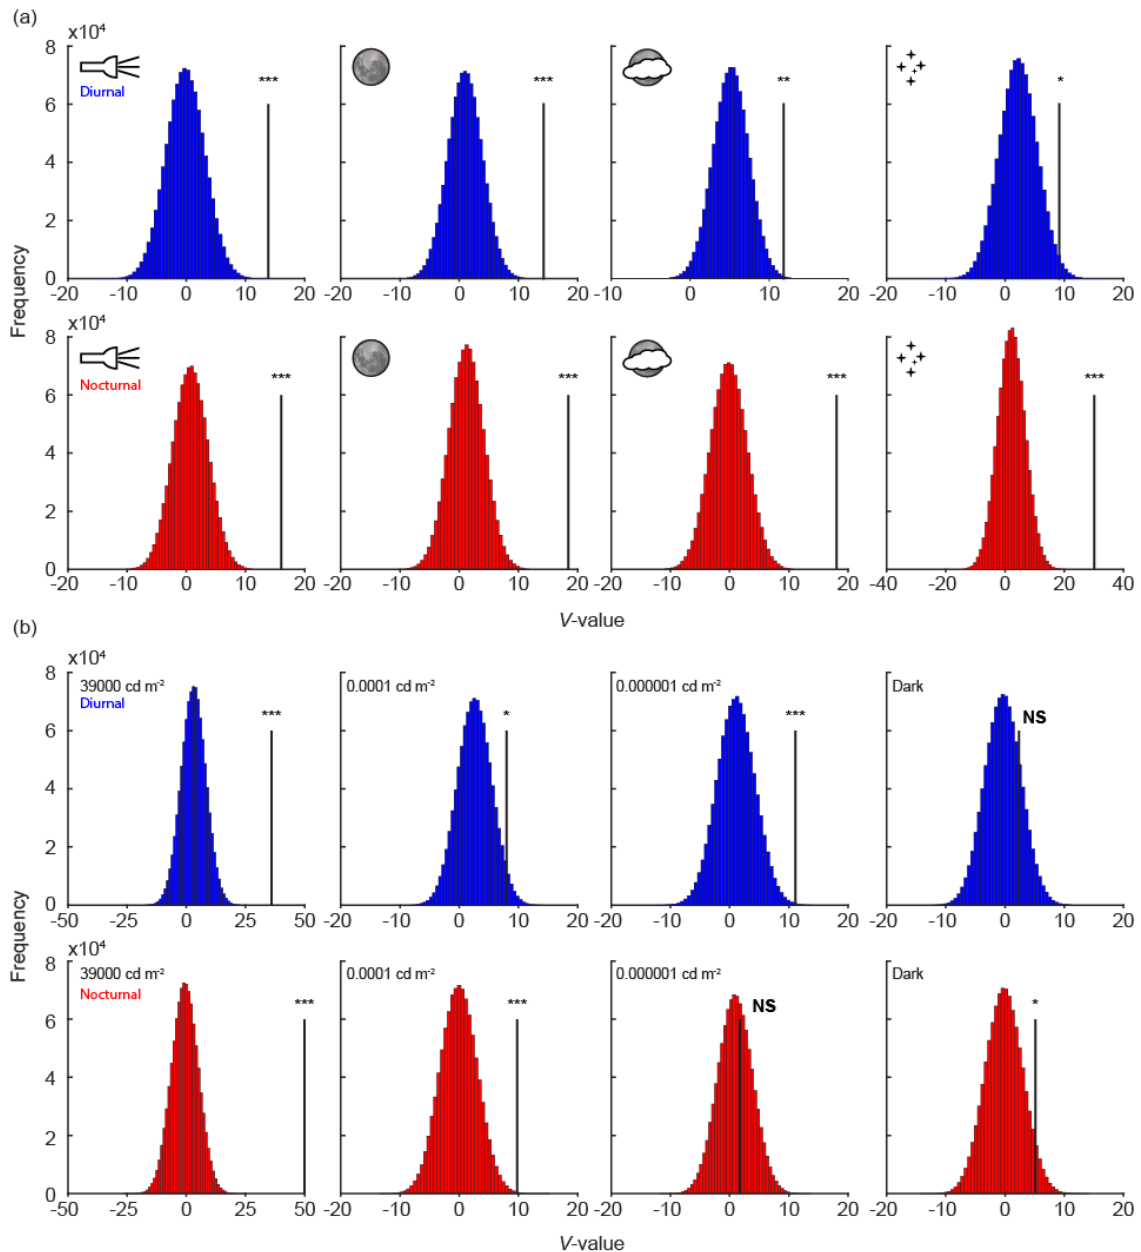 (a)
x10⁴
8
6
4
2
0
Diurnal
***
***
**
*
-20 -10 0 10 20
-20 -10 0 10 20
-10 0 10 20
-20 -10 0 10 20
Frequency
x10⁴
8
6
4
2
0
Nocturnal
***
***
***
***
-20 -10 0 10 20
-20 -10 0 10 20
-20 -10 0 10 20
-40 -20 0 20 40
V-value
(b)
x10⁴
8
6
4
2
0
39000 cd m⁻²
Diurnal
***
0.0001 cd m⁻²
*
0.000001 cd m⁻²
***
Dark
NS
-50 -25 0 25 50
-20 -10 0 10 20
-20 -10 0 10 20
-20 -10 0 10 20
Frequency
x10⁴
8
6
4
2
0
39000 cd m⁻²
Nocturnal
***
0.0001 cd m⁻²
***
0.000001 cd m⁻²
NS
Dark
*
-50 -25 0 25 50
-20 -10 0 10 20
-20 -10 0 10 20
-20 -10 0 10 20
V-value